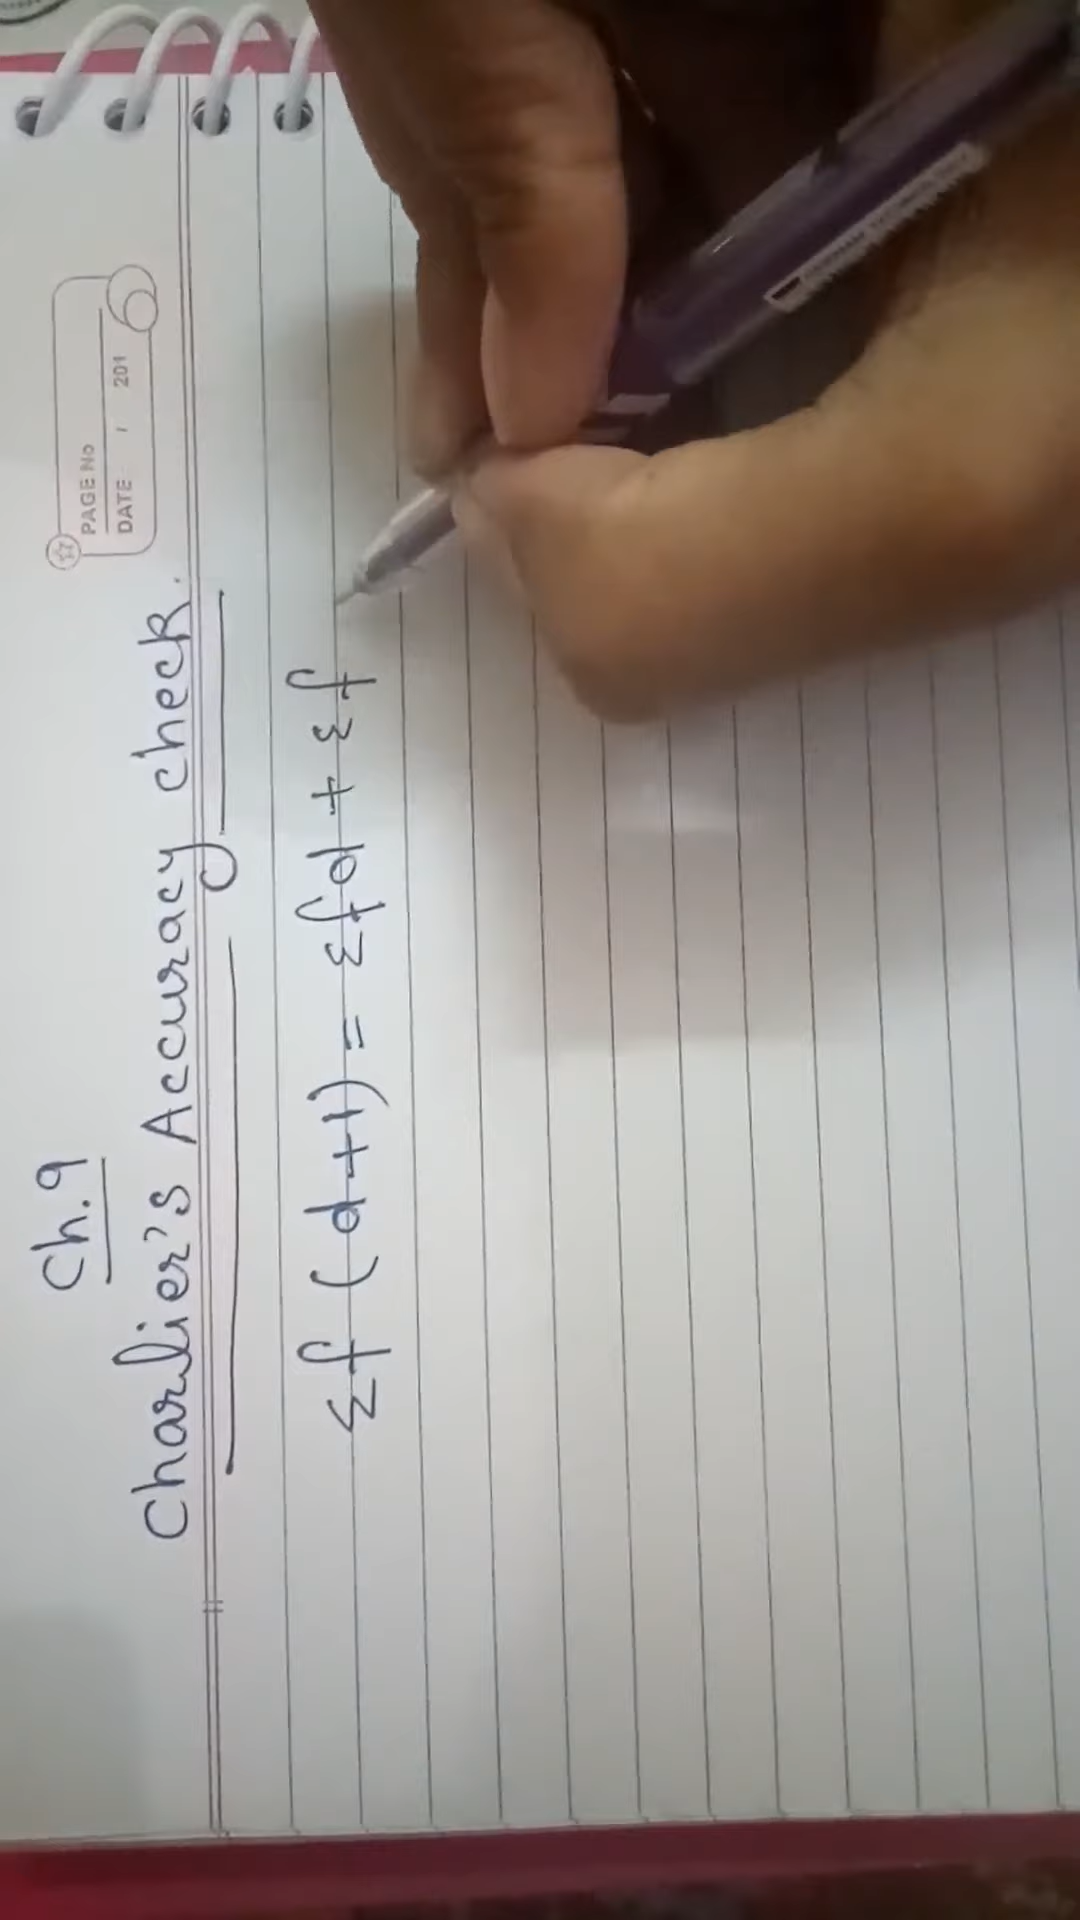 Ch.9
PAGE No
DATE : / 201
Charlier's Accuracy check.
Σf (d+1) = Σfd + Σf